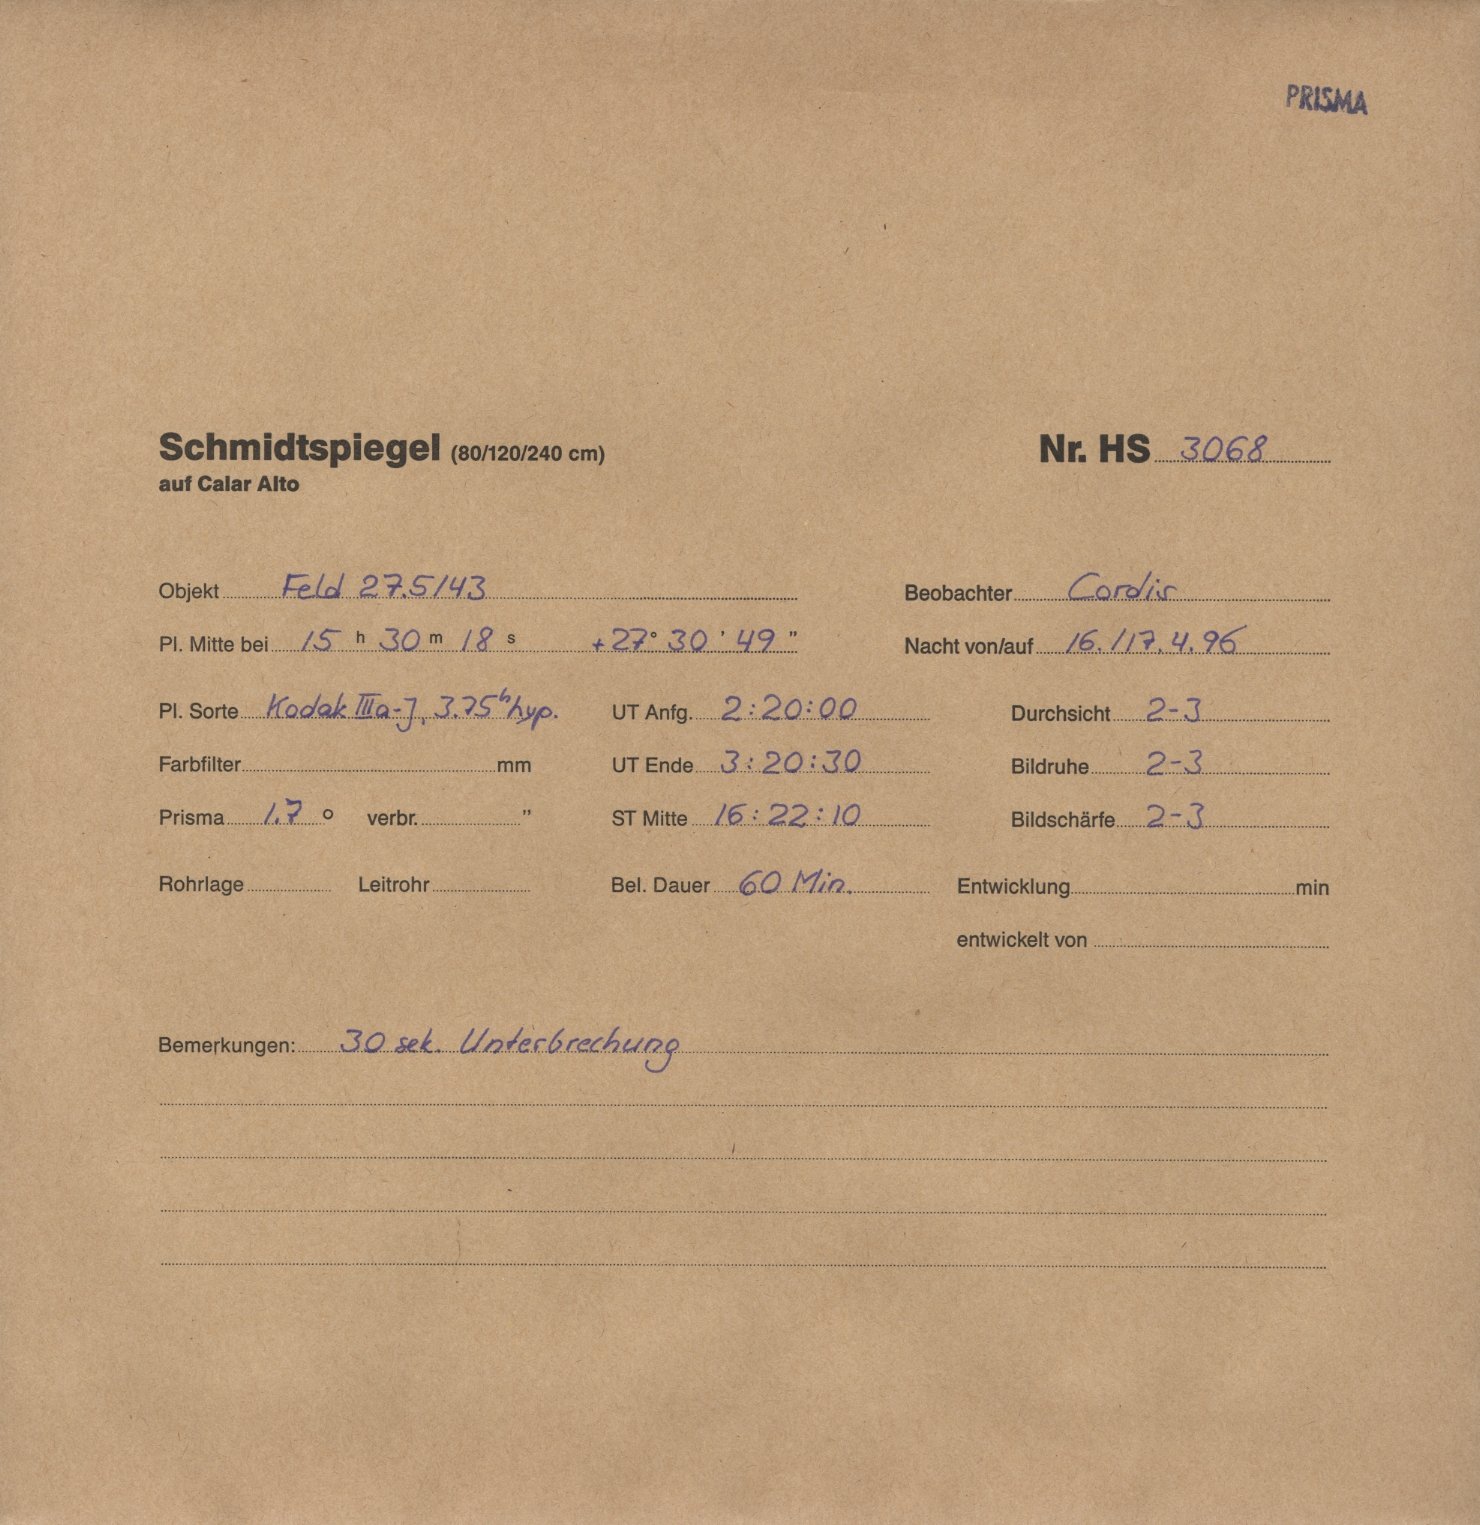 PRISMA
Schmidtspiegel (80/120/240 cm) Nr. HS 3068
auf Calar Alto
Objekt Feld 27.5/43 Beobachter Cordis
Pl. Mitte bei 15 h 30 m 18 s +27° 30 ' 49 " Nacht von/auf 16./17.4.96
Pl. Sorte Kodak IIIa-J, 3.75h hyp. UT Anfg. 2:20:00 Durchsicht 2-3
Farbfilter mm UT Ende 3:20:30 Bildruhe 2-3
Prisma 1.7 ° verbr. " ST Mitte 16:22:10 Bildschärfe 2-3
Rohrlage Leitrohr Bel. Dauer 60 Min. Entwicklung min
entwickelt von
Bemerkungen: 30 sek. Unterbrechung